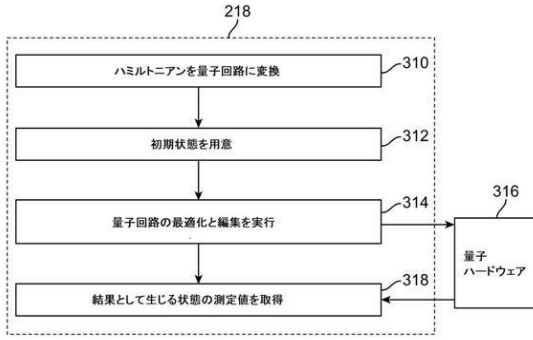 218
ハミルトニアンを量子回路に変換
310
初期状態を用意
312
量子回路の最適化と編集を実行
314
316
量子
ハードウェア
結果として生じる状態の測定値を取得
318